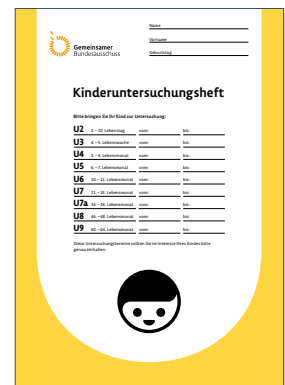 Name
Vorname
Geburtstag
Gemeinsamer
Bundesausschuss
Kinderuntersuchungsheft
Bitte bringen Sie Ihr Kind zur Untersuchung:
U2 3.–10. Lebenstag vom: bis:
U3 4.–5. Lebenswoche vom: bis:
U4 3.–4. Lebensmonat vom: bis:
U5 6.–7. Lebensmonat vom: bis:
U6 10.–12. Lebensmonat vom: bis:
U7 21.–24. Lebensmonat vom: bis:
U7a 34.–36. Lebensmonat vom: bis:
U8 46.–48. Lebensmonat vom: bis:
U9 60.–64. Lebensmonat vom: bis:
Diese Untersuchungstermine sollten Sie im Interesse Ihres Kindes bitte
genau einhalten.